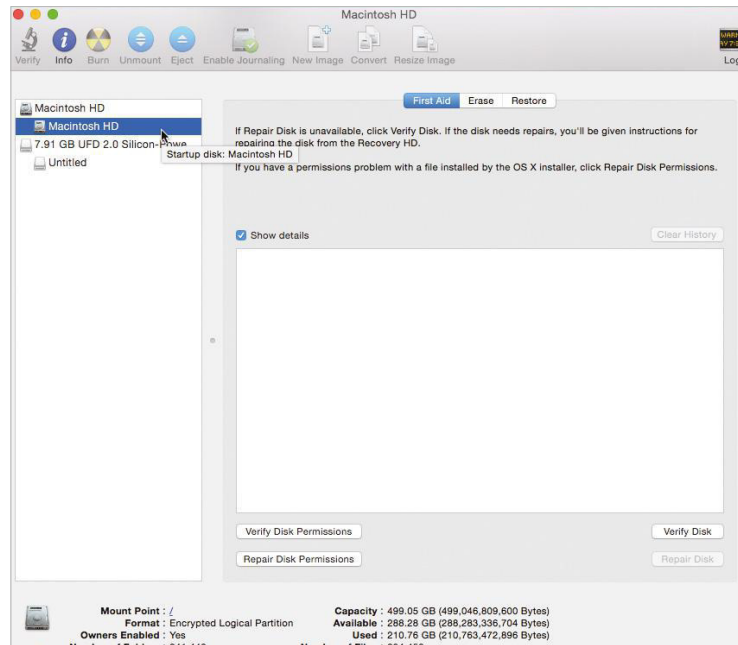 Macintosh HD
Verify Info Burn Unmount Eject Enable Journaling New Image Convert Resize Image
Macintosh HD
Macintosh HD
7.91 GB UFD 2.0 Silicon-Powe
Startup disk: Macintosh HD
Untitled
First Aid Erase Restore
If Repair Disk is unavailable, click Verify Disk. If the disk needs repairs, you'll be given instructions for
repairing the disk from the Recovery HD.
If you have a permissions problem with a file installed by the OS X installer, click Repair Disk Permissions.
Show details
Clear History
Verify Disk Permissions Verify Disk
Repair Disk Permissions Repair Disk
Mount Point : / Capacity : 499.05 GB (499,046,809,600 Bytes)
Format : Encrypted Logical Partition Available : 288.28 GB (288,283,336,704 Bytes)
Owners Enabled : Yes Used : 210.76 GB (210,763,472,896 Bytes)